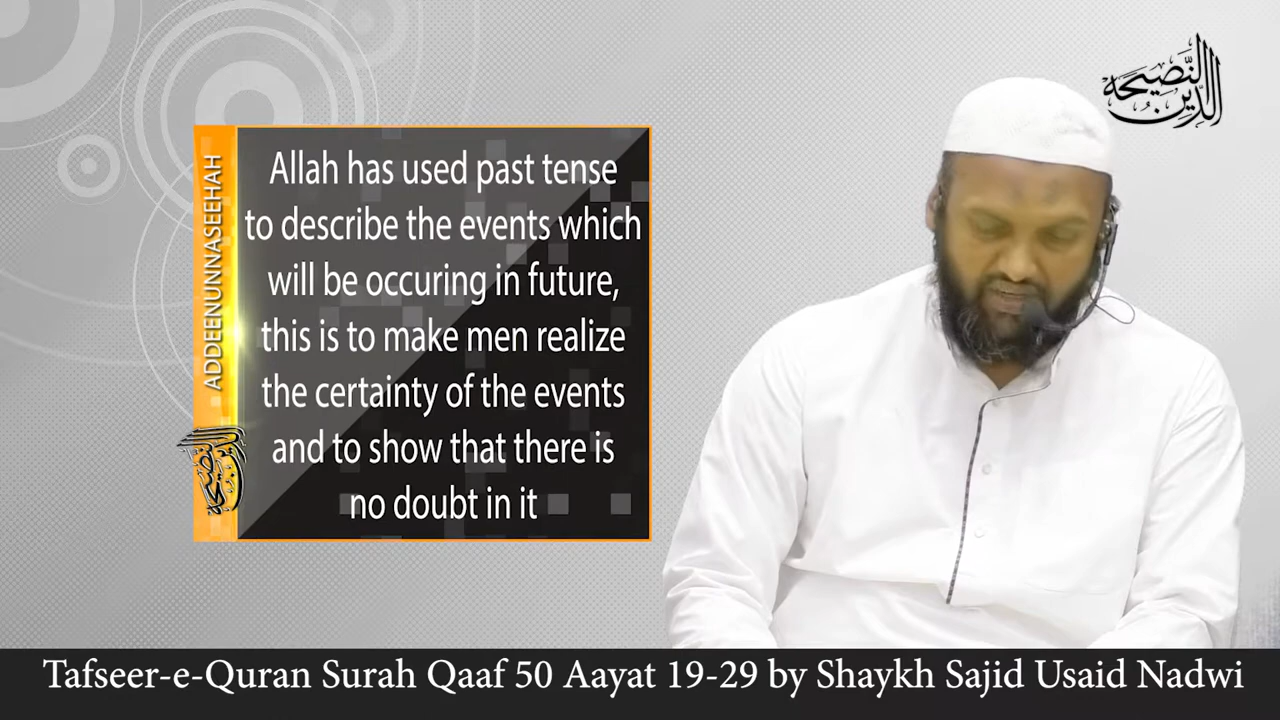 الدين النصيحة
ADDEENUNNASEEHAH
Allah has used past tense
to describe the events which
will be occuring in future,
this is to make men realize
the certainty of the events
and to show that there is
no doubt in it
الدين النصيحة
Tafseer-e-Quran Surah Qaaf 50 Aayat 19-29 by Shaykh Sajid Usaid Nadwi